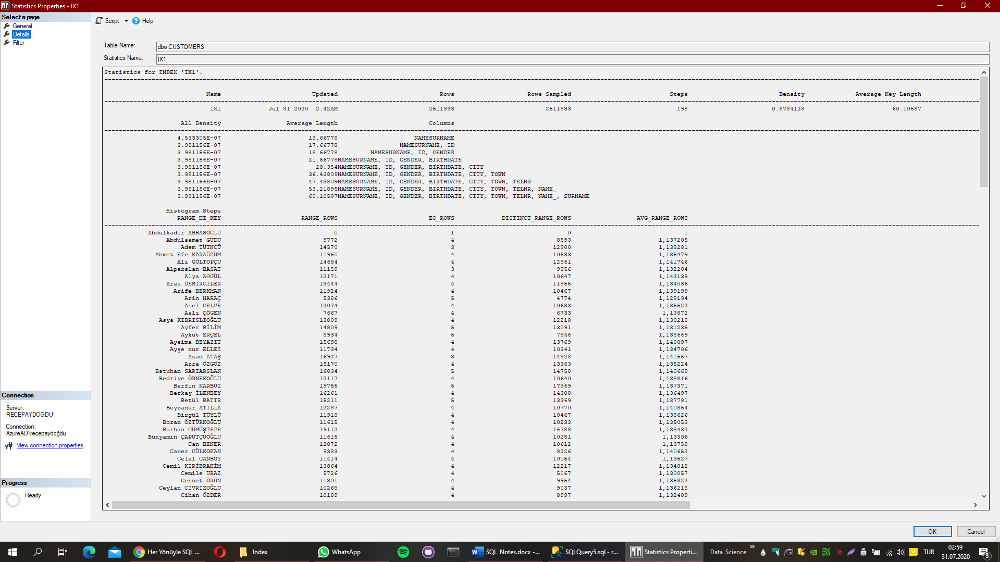 Statistics Properties - IX1
Select a page
General
Details
Filter
Script
Help
Table Name: dbo.CUSTOMERS
Statistics Name: IX1
Statistics for INDEX 'IX1'.
Name Updated Rows Rows Sampled Steps Density Average Key Length
IX1 Jul 31 2020 2:42AM 2511833 2511833 198 0.8784128 60.10587
All Density Average Length Columns
4.533305E-07 13.66778 NAMESURNAME
3.981156E-07 17.66778 NAMESURNAME, ID
3.981156E-07 18.66778 NAMESURNAME, ID, GENDER
3.981156E-07 21.66778NAMESURNAME, ID, GENDER, BIRTHDATE
3.981156E-07 28.354NAMESURNAME, ID, GENDER, BIRTHDATE, CITY
3.981156E-07 36.43809NAMESURNAME, ID, GENDER, BIRTHDATE, CITY, TOWN
3.981156E-07 47.43809NAMESURNAME, ID, GENDER, BIRTHDATE, CITY, TOWN, TELNR
3.981156E-07 53.21895NAMESURNAME, ID, GENDER, BIRTHDATE, CITY, TOWN, TELNR, NAME_
3.981156E-07 60.10587NAMESURNAME, ID, GENDER, BIRTHDATE, CITY, TOWN, TELNR, NAME_, SURNAME
Histogram Steps
RANGE_HI_KEY RANGE_ROWS EQ_ROWS DISTINCT_RANGE_ROWS AVG_RANGE_ROWS
Abdulkadir ABBASOGLU 0 1 0 1
Abdulsamet GUDU 9772 4 8593 1,137205
Adem TÜTNCÜ 14570 3 12800 1,138281
Ahmet Efe KARAÜZÜM 11960 4 10533 1,135479
Ali GÜLTOPÇU 14684 4 12861 1,141746
Alparslan BASAT 11159 3 9856 1,132204
Alya AGGÜL 12171 4 10647 1,143139
Aras DEMİRCİLER 13444 4 11855 1,134036
Arife BERKMAN 11924 4 10467 1,139199
Arin HARAÇ 5386 5 4774 1,128194
Asel GELVE 12074 4 10633 1,135522
Aslı ÇÖGEN 7667 4 6733 1,13872
Asya KIBRISLIOĞLU 13809 4 12218 1,130218
Ayfer BİLİM 14809 5 13091 1,131235
Aykut ERÇEL 8934 5 7846 1,138669
Aysima BEYAZIT 15698 4 13769 1,140097
Ayşe nur ELLEZ 11734 4 10341 1,134706
Azad ATAŞ 16927 3 14828 1,141557
Azra ÖZGÖZ 15170 4 13363 1,135224
Batuhan SARIARSLAN 16834 5 14758 1,140669
Bedriye ÖRNEKOĞLU 12117 4 10640 1,138816
Berfin KARBUZ 19755 5 17369 1,137371
Berkay İLENBEY 16261 4 14308 1,136497
Betül BATIR 15211 5 13369 1,137781
Beyzanur ATİLLA 12287 4 10770 1,140854
Birgül TÜYLÜ 11918 4 10467 1,138626
Boran ÖZTÜRKOĞLU 11615 4 10233 1,135053
Burhan GÜMÜŞTEPE 19112 4 16788 1,138432
Bünyamin ÇAPUTÇUOĞLU 11615 4 10251 1,13306
Can BENER 12072 4 10612 1,13758
Caner GÜLKOKAN 9383 4 8226 1,140652
Celal CANBOY 11414 4 10054 1,13527
Cemil KIRİBRAHİM 13864 4 12217 1,134812
Cemile URAZ 5726 4 5067 1,130057
Cennet ÖRÜN 11301 4 9954 1,135322
Ceylan CİVRİZOĞLU 10268 4 9037 1,136218
Cihan ÖZDER 10189 4 8997 1,132489
Connection
Server:
RECEPAYDOGDU
Connection:
AzureAD\recepaydoğdu
View connection properties
Progress
Ready
OK Cancel
Her Yönüyle SQL ...
Index
WhatsApp
SQL_Notes.docx -...
SQLQuery5.sql - r...
Statistics Properti...
Data_Science
TUR
02:59
31.07.2020
3